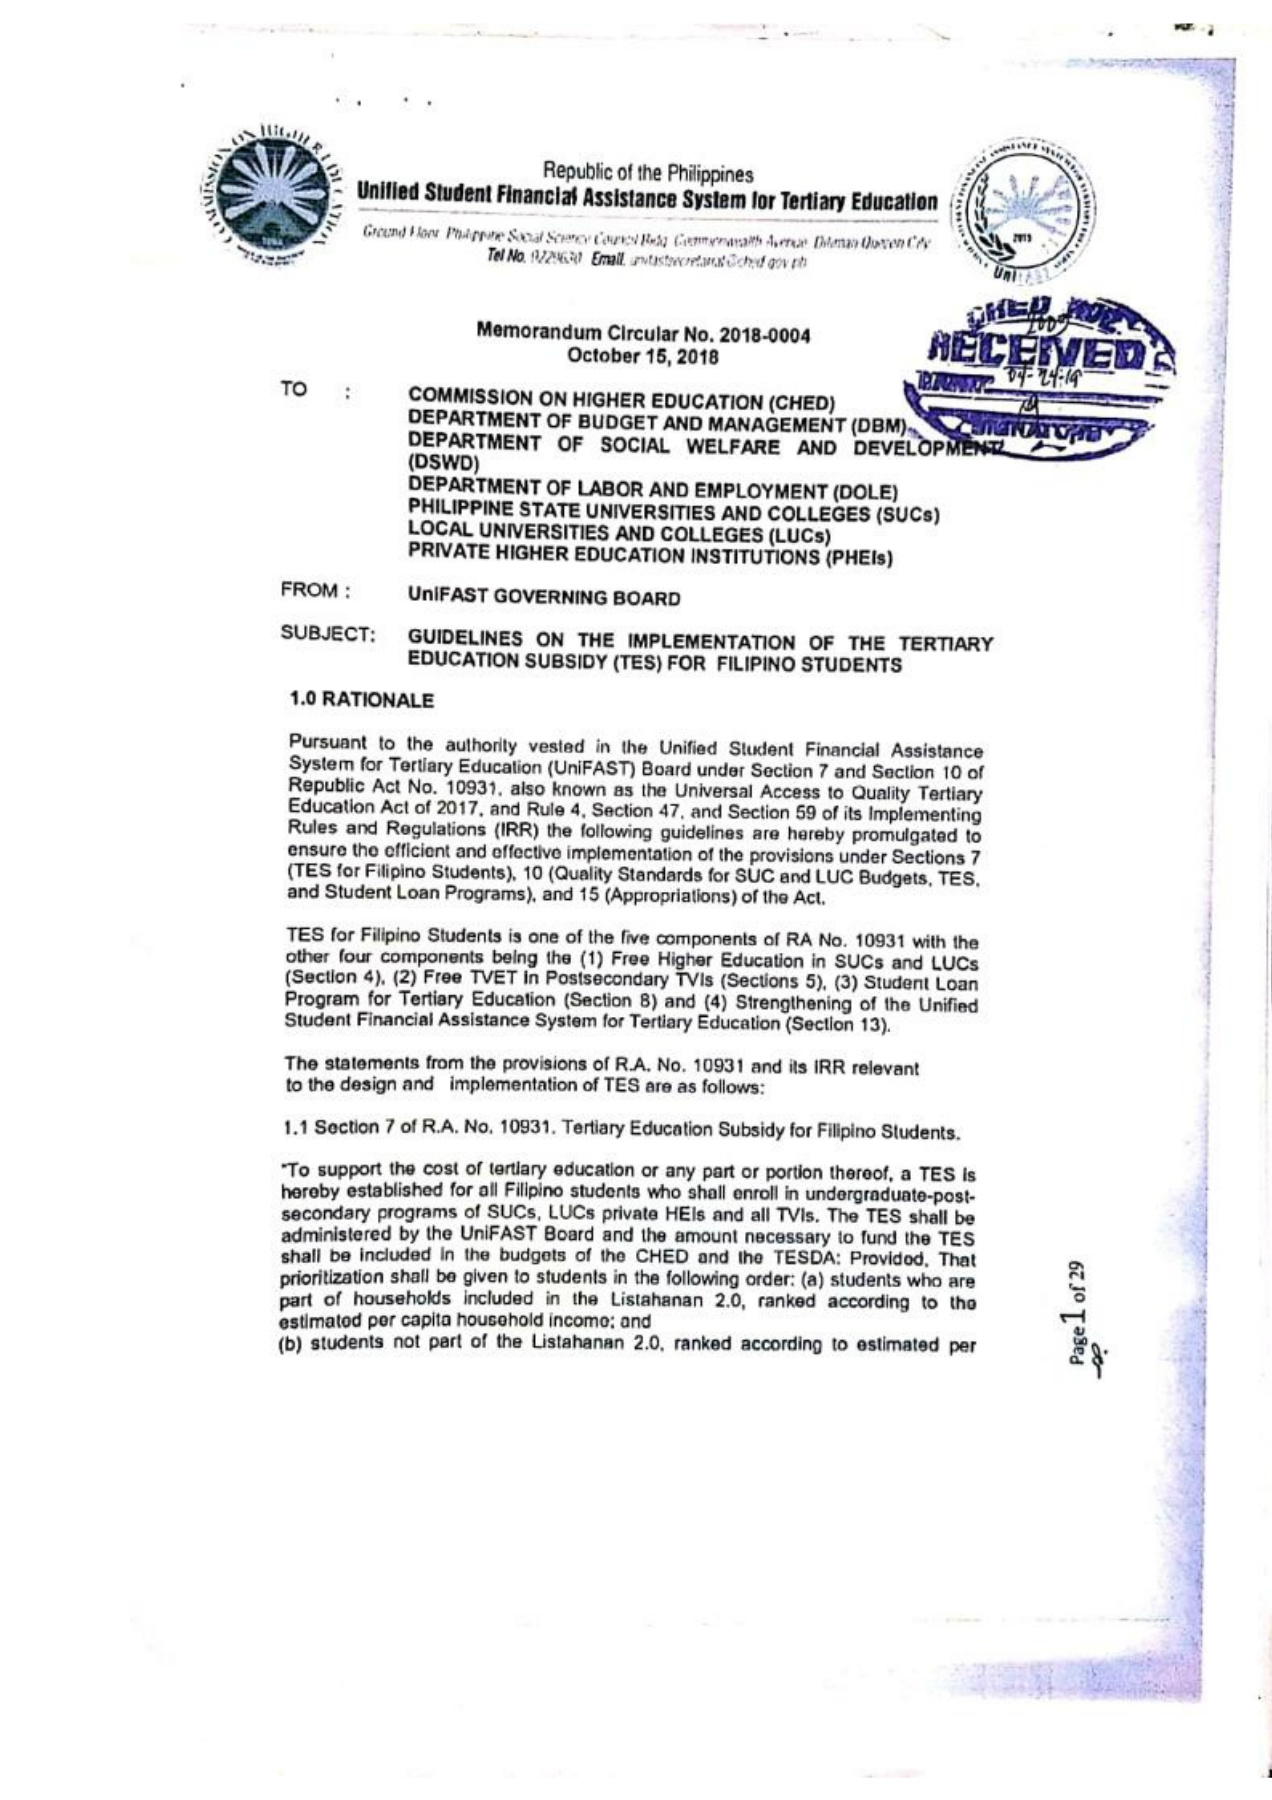 COMMISSION ON HIGHER EDUCATION
Republic of the Philippines
Unified Student Financial Assistance System for Tertiary Education
Ground Floor Philippine Social Science Council Bldg Commonwealth Avenue Diliman Quezon City
Tel No. 9229630 Email. unifastsecretariat@ched.gov.ph
2015
UniFAST
Memorandum Circular No. 2018-0004
October 15, 2018
CHED
RECEIVED
04-24-19
TO :
COMMISSION ON HIGHER EDUCATION (CHED)
DEPARTMENT OF BUDGET AND MANAGEMENT (DBM)
DEPARTMENT OF SOCIAL WELFARE AND DEVELOPMENT
(DSWD)
DEPARTMENT OF LABOR AND EMPLOYMENT (DOLE)
PHILIPPINE STATE UNIVERSITIES AND COLLEGES (SUCs)
LOCAL UNIVERSITIES AND COLLEGES (LUCs)
PRIVATE HIGHER EDUCATION INSTITUTIONS (PHEIs)
FROM : UniFAST GOVERNING BOARD
SUBJECT: GUIDELINES ON THE IMPLEMENTATION OF THE TERTIARY
EDUCATION SUBSIDY (TES) FOR FILIPINO STUDENTS
1.0 RATIONALE
Pursuant to the authority vested in the Unified Student Financial Assistance
System for Tertiary Education (UniFAST) Board under Section 7 and Section 10 of
Republic Act No. 10931, also known as the Universal Access to Quality Tertiary
Education Act of 2017, and Rule 4, Section 47, and Section 59 of its Implementing
Rules and Regulations (IRR) the following guidelines are hereby promulgated to
ensure the efficient and effective implementation of the provisions under Sections 7
(TES for Filipino Students), 10 (Quality Standards for SUC and LUC Budgets, TES,
and Student Loan Programs), and 15 (Appropriations) of the Act.
TES for Filipino Students is one of the five components of RA No. 10931 with the
other four components being the (1) Free Higher Education in SUCs and LUCs
(Section 4), (2) Free TVET in Postsecondary TVIs (Sections 5), (3) Student Loan
Program for Tertiary Education (Section 8) and (4) Strengthening of the Unified
Student Financial Assistance System for Tertiary Education (Section 13).
The statements from the provisions of R.A. No. 10931 and its IRR relevant
to the design and implementation of TES are as follows:
1.1 Section 7 of R.A. No. 10931. Tertiary Education Subsidy for Filipino Students.
"To support the cost of tertiary education or any part or portion thereof, a TES is
hereby established for all Filipino students who shall enroll in undergraduate-post-
secondary programs of SUCs, LUCs private HEIs and all TVIs. The TES shall be
administered by the UniFAST Board and the amount necessary to fund the TES
shall be included in the budgets of the CHED and the TESDA: Provided, That
prioritization shall be given to students in the following order: (a) students who are
part of households included in the Listahanan 2.0, ranked according to the
estimated per capita household income; and
(b) students not part of the Listahanan 2.0, ranked according to estimated per
Page 1 of 29